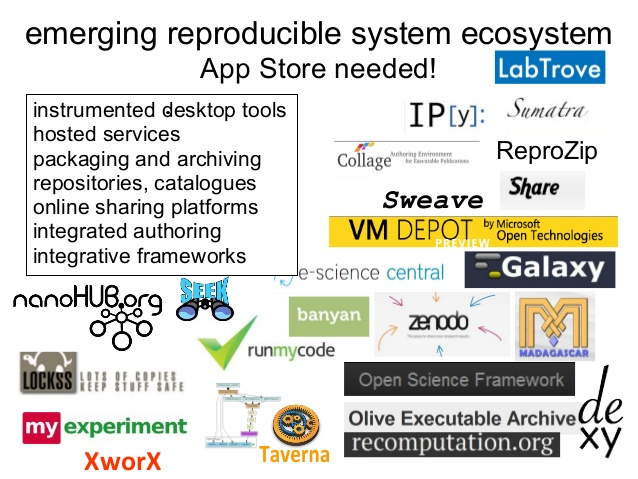 emerging reproducible system ecosystem
App Store needed!
LabTrove
instrumented desktop tools
hosted services
packaging and archiving
repositories, catalogues
online sharing platforms
integrated authoring
integrative frameworks
IP[y]:
Sumatra
Collage
Authoring Environment
for Executable Publications
ReproZip
Sweave
Share
VM DEPOT
by Microsoft
Open Technologies
PREVIEW
e-science central
Galaxy
nanoHUB.org
SEEK
banyan
zenodo
MADAGASCAR
runmycode
LOCKSS
LOTS OF COPIES
KEEP STUFF SAFE
Open Science Framework
my experiment
Olive Executable Archive
recomputation.org
dexy
Taverna
XworX